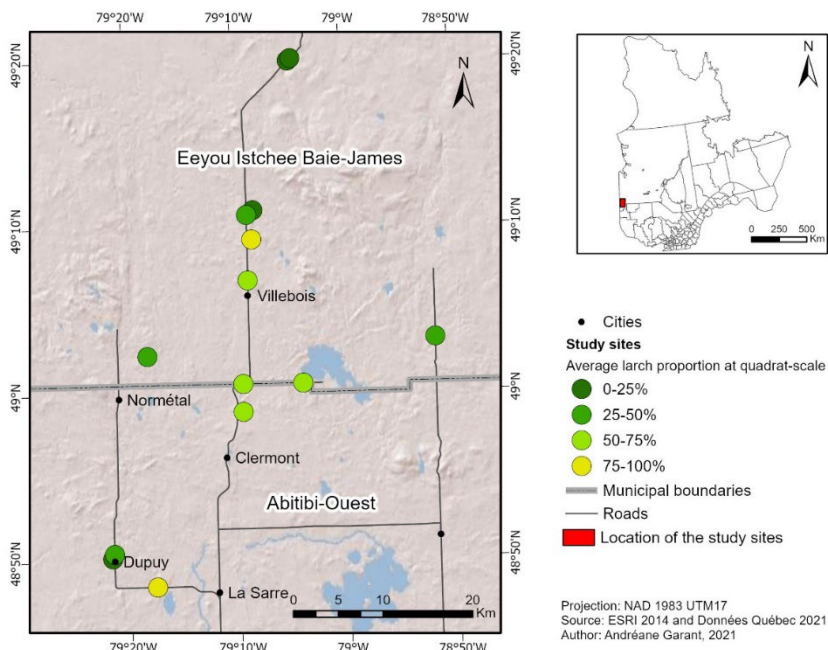 79°20'W
79°10'W
79°0'W
78°50'W
49°20'N
49°20'N
N
Eeyou Istchee Baie-James
49°10'N
49°10'N
Villebois
49°N
49°N
Normétal
Clermont
Abitibi-Ouest
48°50'N
48°50'N
Dupuy
La Sarre
0 5 10 20
Km
79°20'W
79°10'W
79°W
78°50'W
N
0 250 500
Km
Cities
Study sites
Average larch proportion at quadrat-scale
0-25%
25-50%
50-75%
75-100%
Municipal boundaries
Roads
Location of the study sites
Projection: NAD 1983 UTM17
Source: ESRI 2014 and Données Québec 2021
Author: Andréane Garant, 2021